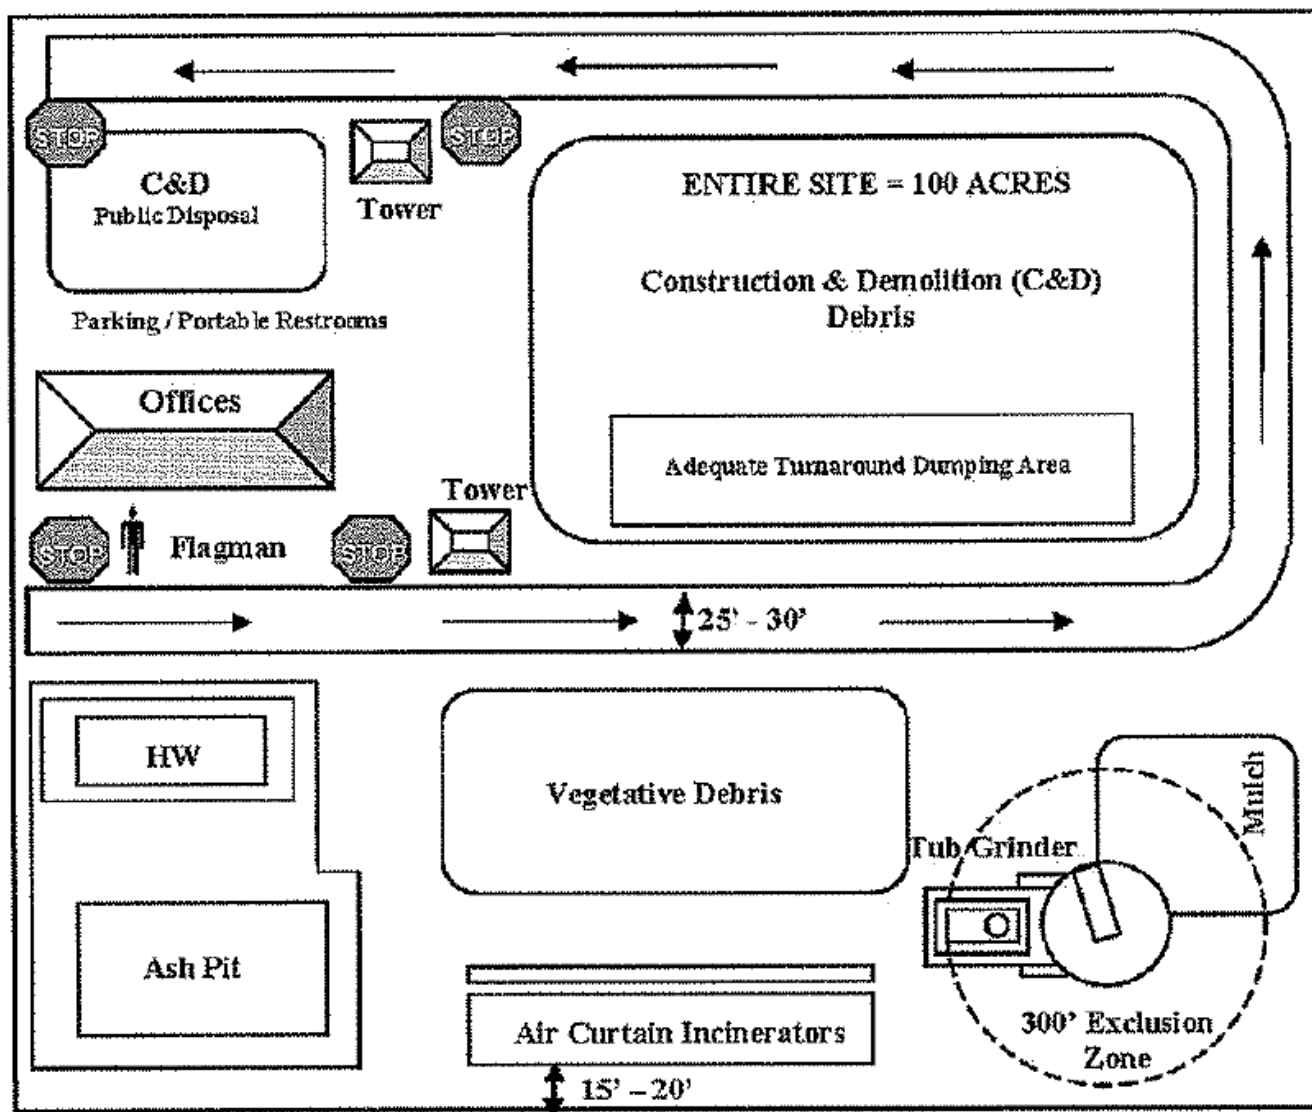 STOP
STOP
C&D
Public Disposal
Tower
ENTIRE SITE = 100 ACRES
Construction & Demolition (C&D)
Debris
Parking / Portable Restrooms
Offices
Adequate Turnaround Dumping Area
Tower
STOP
Flagman
STOP
25' - 30'
HW
Vegetative Debris
Mulch
Tub Grinder
Ash Pit
Air Curtain Incinerators
300' Exclusion
Zone
15' – 20'